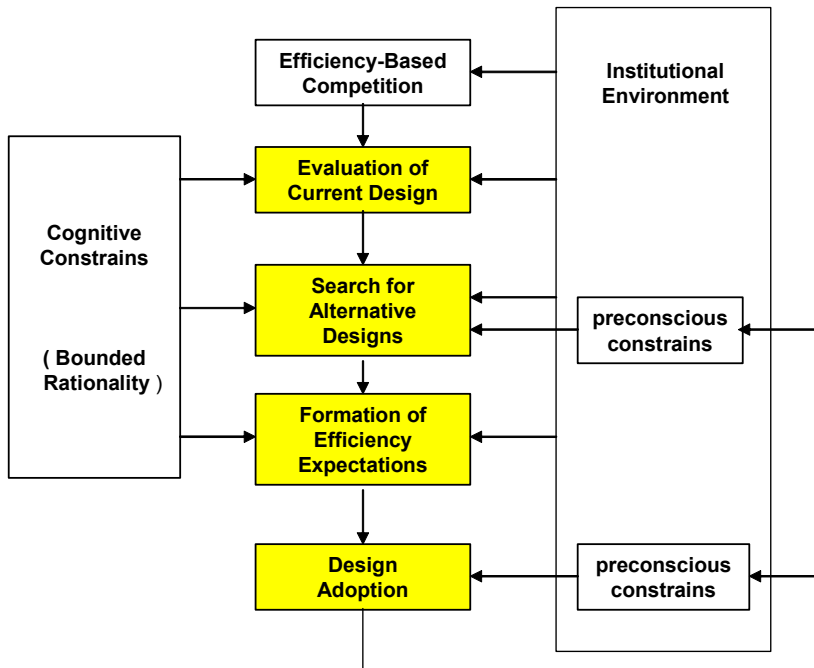 Efficiency-Based
Competition
Institutional
Environment
Evaluation of
Current Design
Cognitive
Constrains
( Bounded
Rationality )
Search for
Alternative
Designs
preconscious
constrains
Formation of
Efficiency
Expectations
Design
Adoption
preconscious
constrains